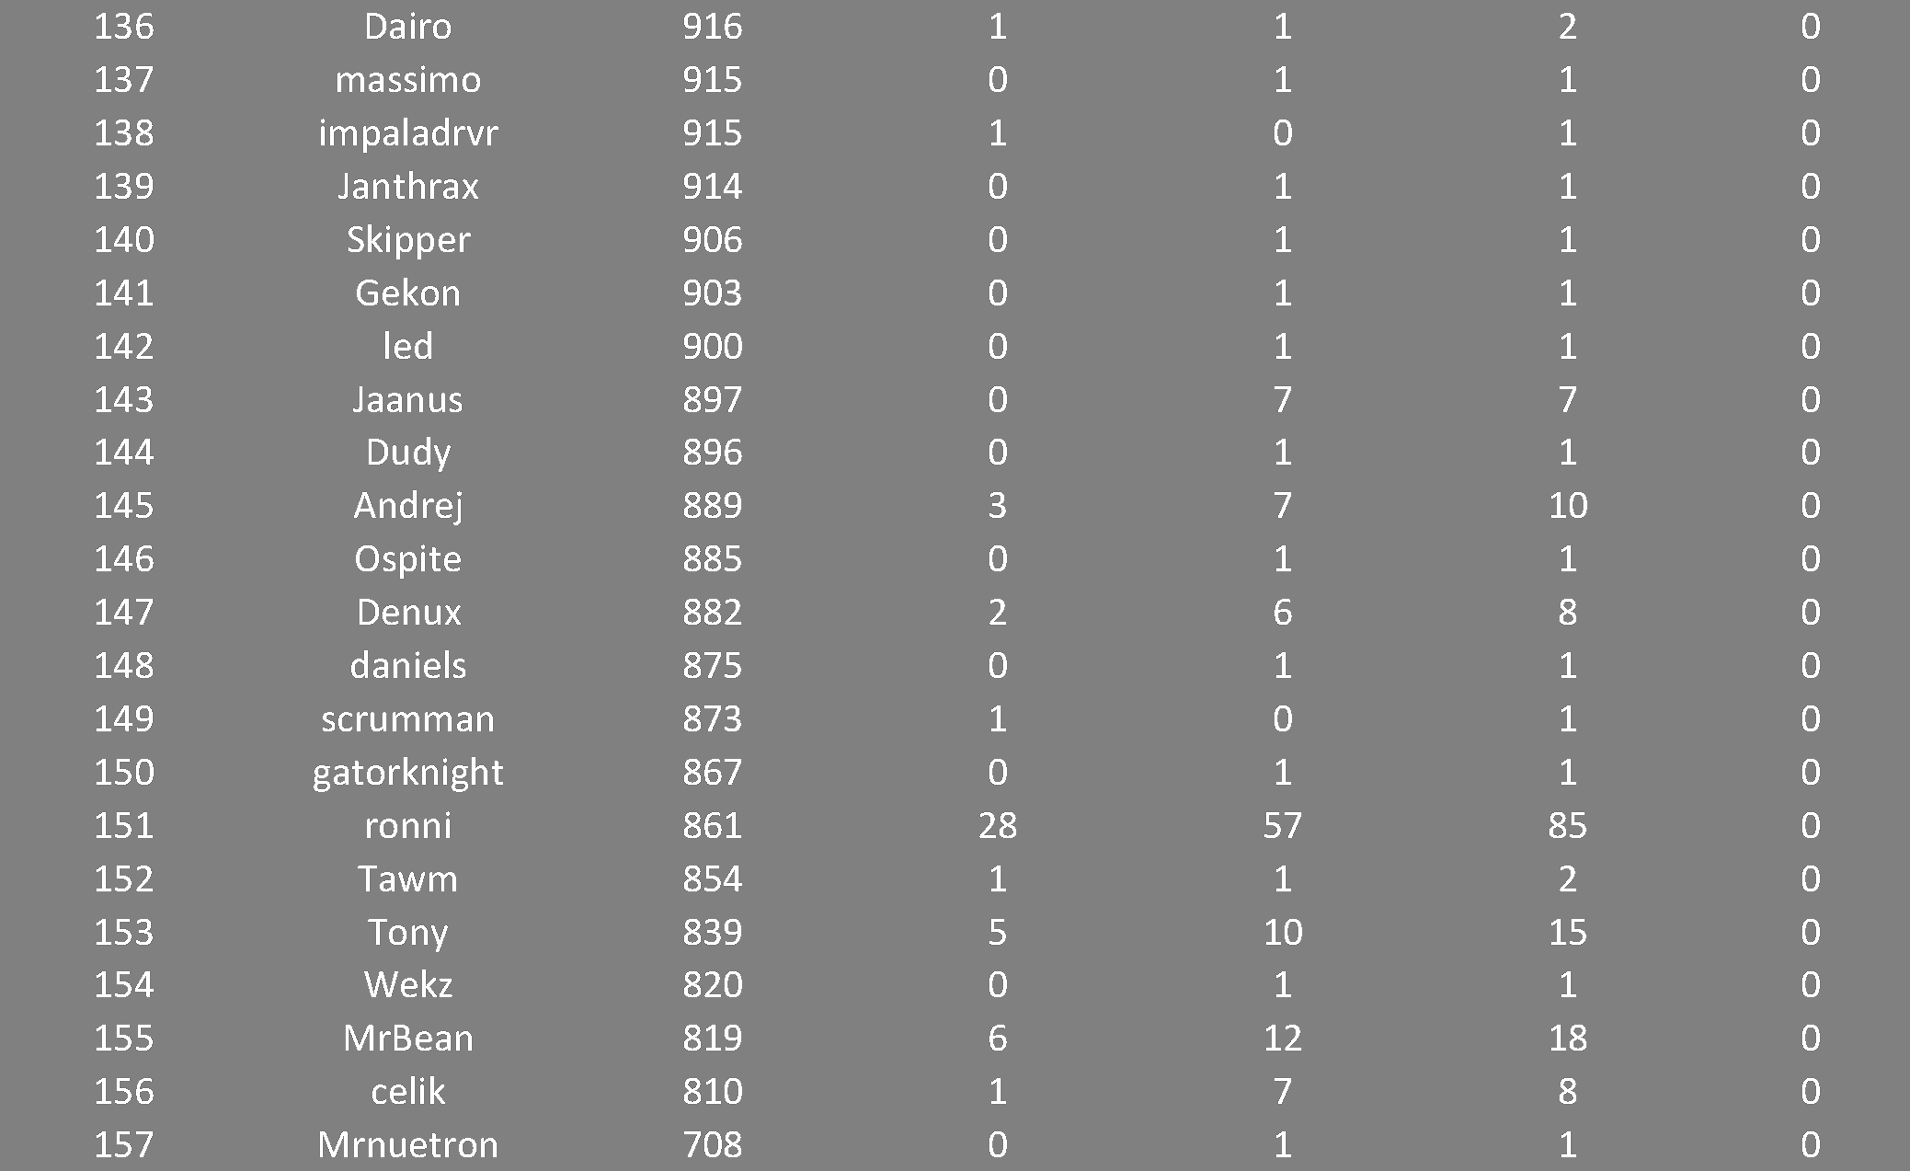 136 Dairo 916 1 1 2 0
137 massimo 915 0 1 1 0
138 impaladrvr 915 1 0 1 0
139 Janthrax 914 0 1 1 0
140 Skipper 906 0 1 1 0
141 Gekon 903 0 1 1 0
142 led 900 0 1 1 0
143 Jaanus 897 0 7 7 0
144 Dudy 896 0 1 1 0
145 Andrej 889 3 7 10 0
146 Ospite 885 0 1 1 0
147 Denux 882 2 6 8 0
148 daniels 875 0 1 1 0
149 scrumman 873 1 0 1 0
150 gatorknight 867 0 1 1 0
151 ronni 861 28 57 85 0
152 Tawm 854 1 1 2 0
153 Tony 839 5 10 15 0
154 Wekz 820 0 1 1 0
155 MrBean 819 6 12 18 0
156 celik 810 1 7 8 0
157 Mrnuetron 708 0 1 1 0